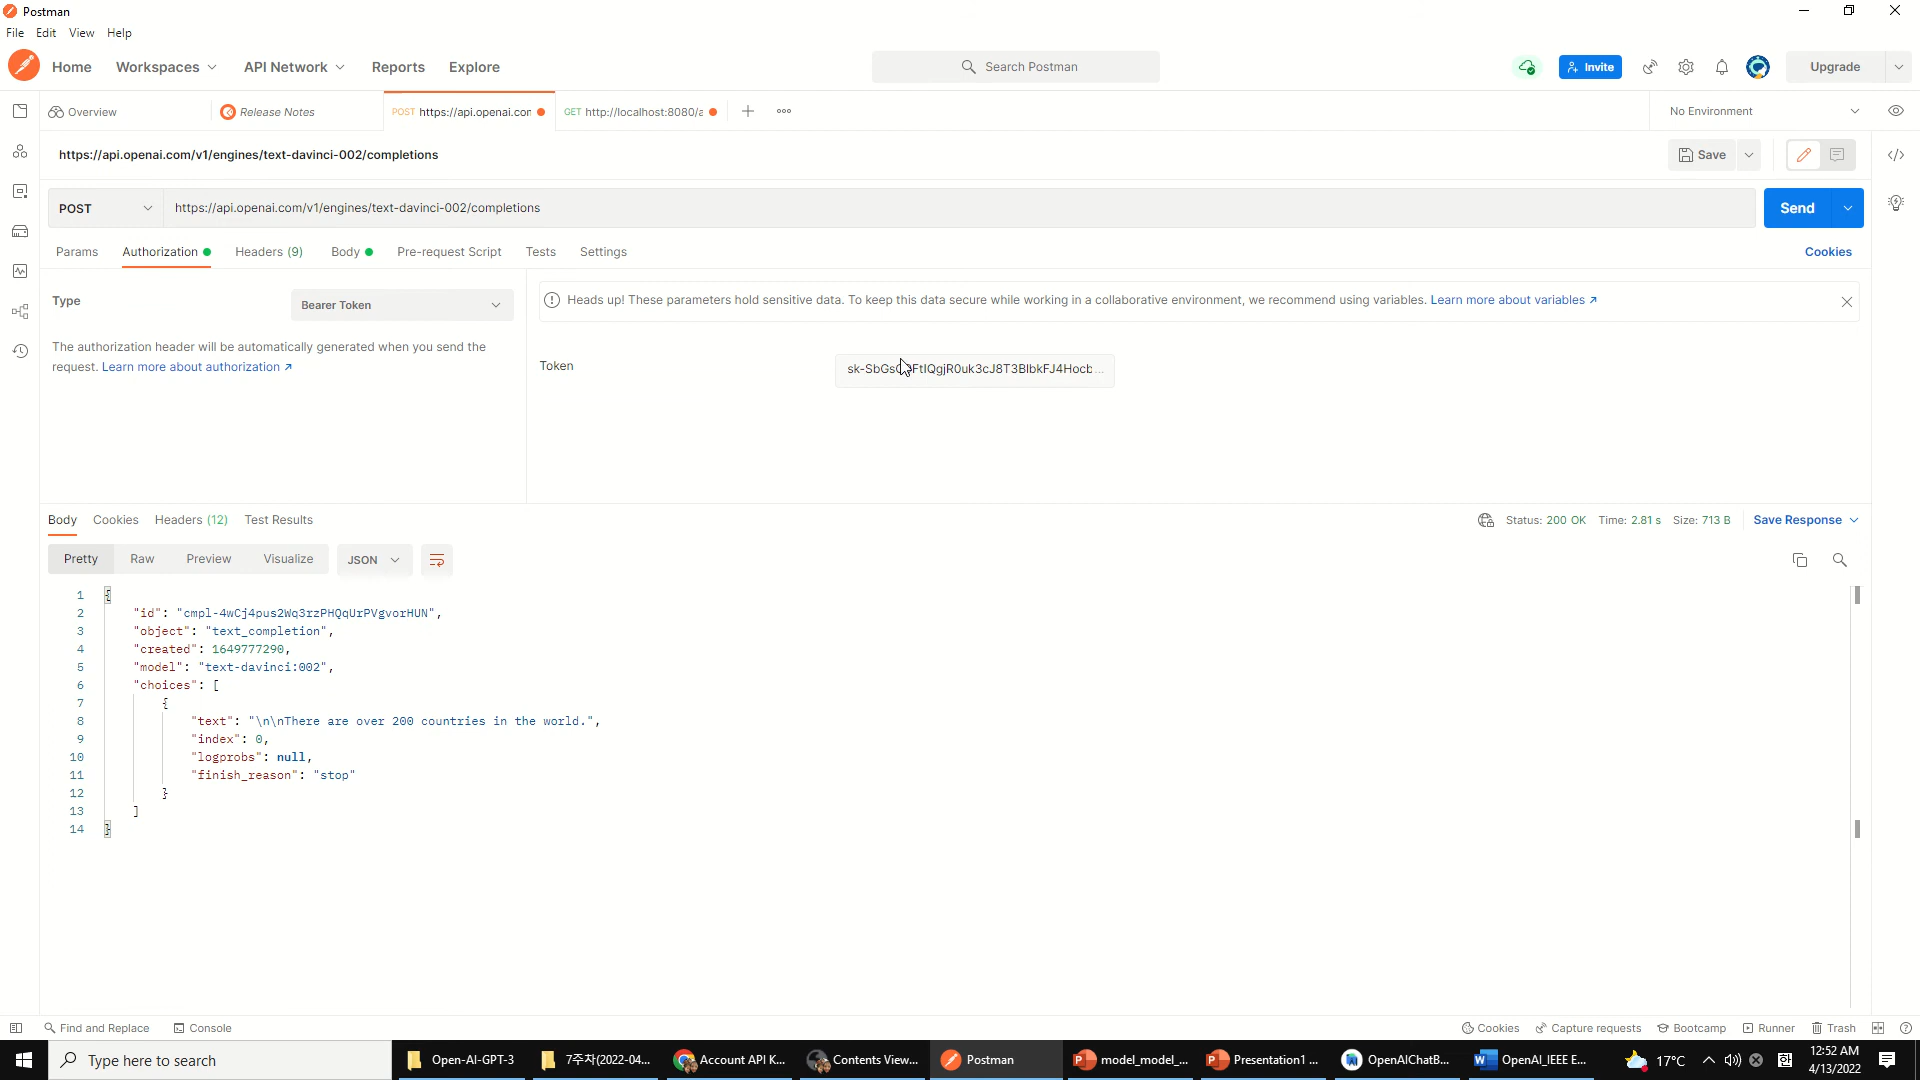 Postman
File Edit View Help
Home Workspaces API Network Reports Explore
Search Postman
Invite
Upgrade
Overview
Release Notes
POST https://api.openai.con
GET http://localhost:8080/
No Environment
https://api.openai.com/v1/engines/text-davinci-002/completions
Save
POST
https://api.openai.com/v1/engines/text-davinci-002/completions
Send
Params Authorization Headers (9) Body Pre-request Script Tests Settings
Cookies
Type
Bearer Token
Heads up! These parameters hold sensitive data. To keep this data secure while working in a collaborative environment, we recommend using variables. Learn more about variables ↗
The authorization header will be automatically generated when you send the
request. Learn more about authorization ↗
Token
Body Cookies Headers (12) Test Results
Status: 200 OK Time: 2.81 s Size: 713 B
Save Response
Pretty Raw Preview Visualize JSON
1 {
2 "id": "cmpl-4wCj4pus2Wq3rzPHQqUrPVgvorHUN",
3 "object": "text_completion",
4 "created": 1649777290,
5 "model": "text-davinci:002",
6 "choices": [
7 {
8 "text": "\n\nThere are over 200 countries in the world.",
9 "index": 0,
10 "logprobs": null,
11 "finish_reason": "stop"
12 }
13 ]
14 }
Find and Replace Console
Cookies Capture requests Bootcamp Runner Trash
Type here to search
Open-AI-GPT-3
7주차(2022-04...
Account API K...
Contents View...
Postman
model_model_...
Presentation1 ...
OpenAIChatB...
OpenAI_IEEE E...
17°C
한
12:52 AM
4/13/2022